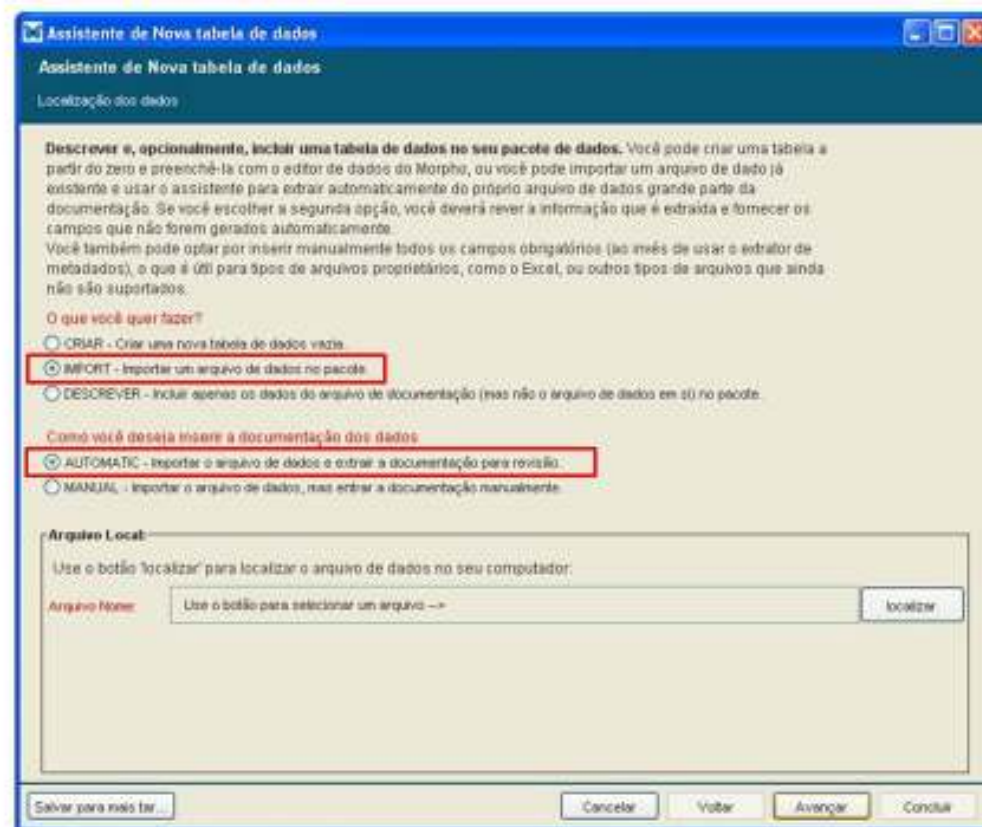 Assistente de Nova tabela de dados
Assistente de Nova tabela de dados
Localização dos dados
Descrever e, opcionalmente, incluir uma tabela de dados no seu pacote de dados. Você pode criar uma tabela a
partir do zero e preenchê-la com o editor de dados do Morpho, ou você pode importar um arquivo de dado já
existente e usar o assistente para extrair automaticamente do próprio arquivo de dados grande parte da
documentação. Se você escolher a segunda opção, você deverá rever a informação que é extraída e fornecer os
campos que não forem gerados automaticamente.
Você também pode optar por inserir manualmente todos os campos obrigatórios (ao invés de usar o extrator de
metadados), o que é útil para tipos de arquivos proprietários, como o Excel, ou outros tipos de arquivos que ainda
não são suportados.
O que você quer fazer?
CRIAR - Criar uma nova tabela de dados vazia.
IMPORT - Importar um arquivo de dados no pacote.
DESCREVER - Incluir apenas os dados do arquivo de documentação (mas não o arquivo de dados em si) no pacote.
Como você deseja inserir a documentação dos dados
AUTOMATIC - Importar o arquivo de dados e extrair a documentação para revisão.
MANUAL - Importar o arquivo de dados, mas entrar a documentação manualmente.
Arquivo Local:
Use o botão 'localizar' para localizar o arquivo de dados no seu computador:
Arquivo Nome: Use o botão para selecionar um arquivo -->
localizar
Salvar para mais tar... Cancelar Voltar Avançar Concluir